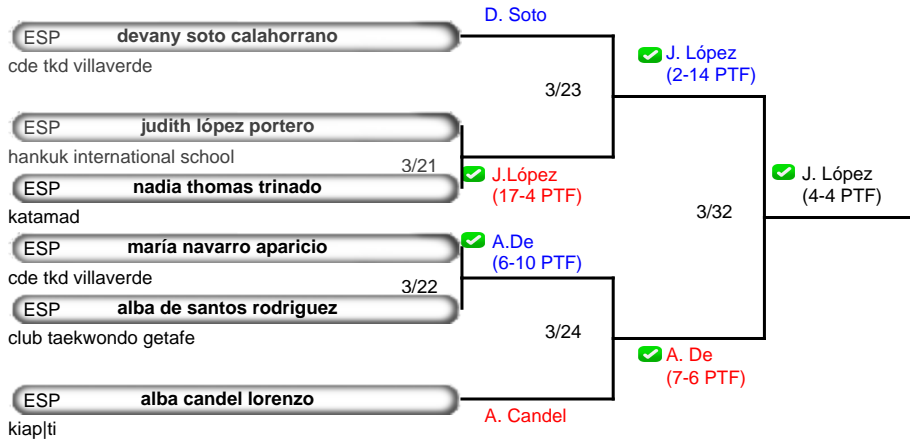 D. Soto
ESP devany soto calahorrano
cde tkd villaverde
J. López
(2-14 PTF)
3/23
ESP judith lópez portero
hankuk international school
3/21
J.López
(17-4 PTF)
ESP nadia thomas trinado
katamad
J. López
(4-4 PTF)
3/32
ESP maría navarro aparicio
cde tkd villaverde
A.De
(6-10 PTF)
3/22
ESP alba de santos rodriguez
club taekwondo getafe
3/24
A. De
(7-6 PTF)
ESP alba candel lorenzo
A. Candel
kiap|ti